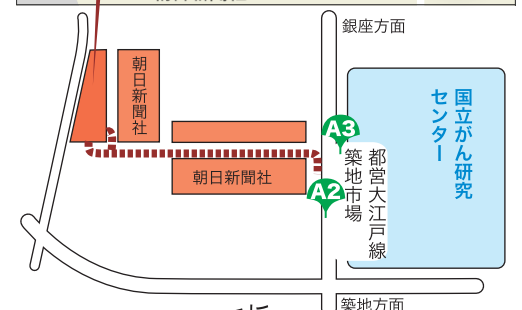 銀座方面
朝日新聞社
国立がん研究
センター
A3
都営大江戸線
築地市場
朝日新聞社
A2
築地方面